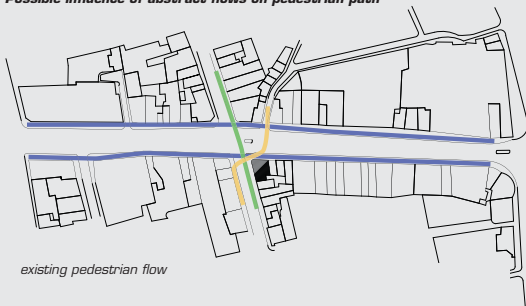 Possible influence of abstract flows on pedestrian path
existing pedestrian flow